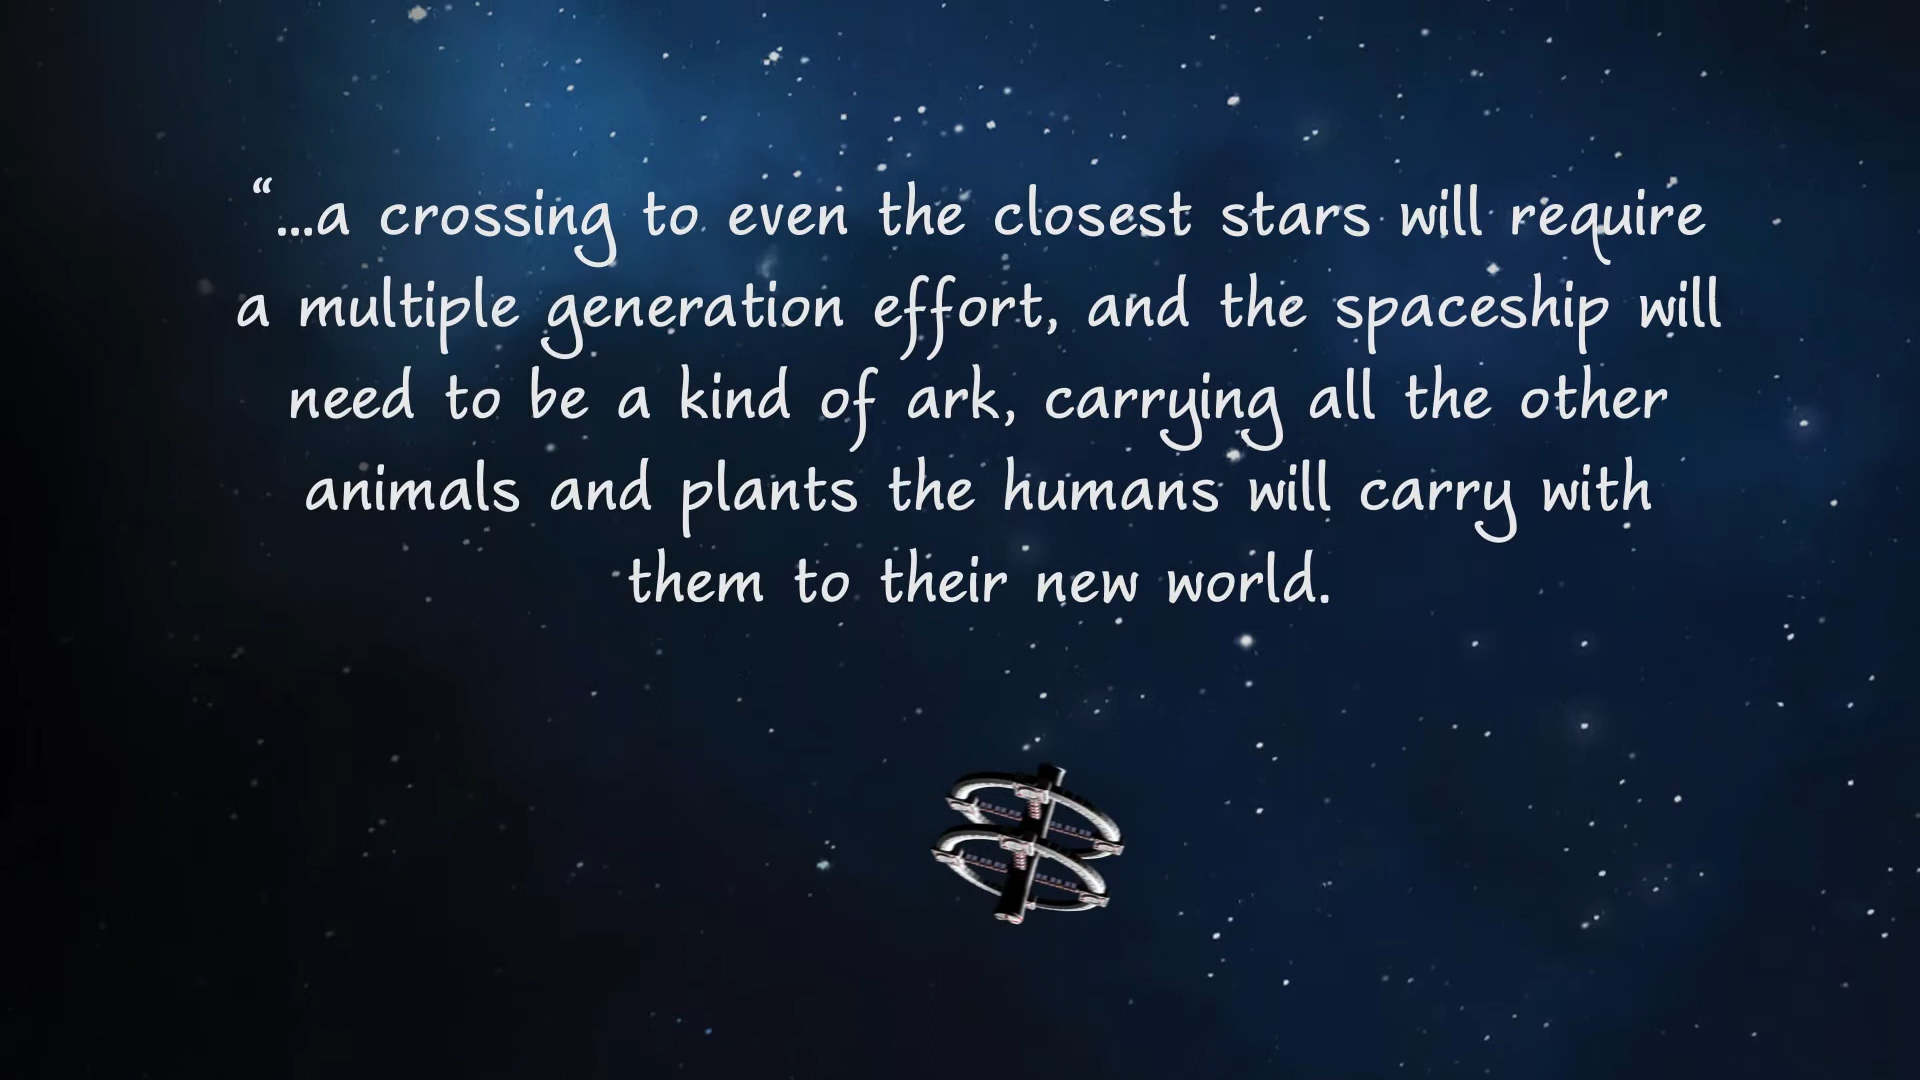 “...a crossing to even the closest stars will require
a multiple generation effort, and the spaceship will
need to be a kind of ark, carrying all the other
animals and plants the humans will carry with
them to their new world.